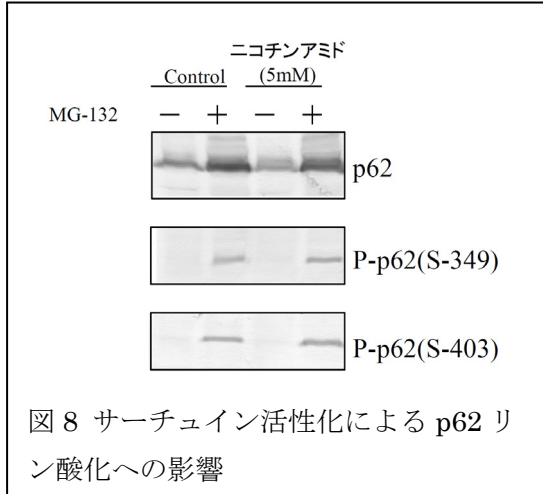 ニコチンアミド
Control (5mM)
MG-132 － ＋ － ＋
p62
P-p62(S-349)
P-p62(S-403)
図 8 サーチュイン活性化による p62 リ
ン酸化への影響